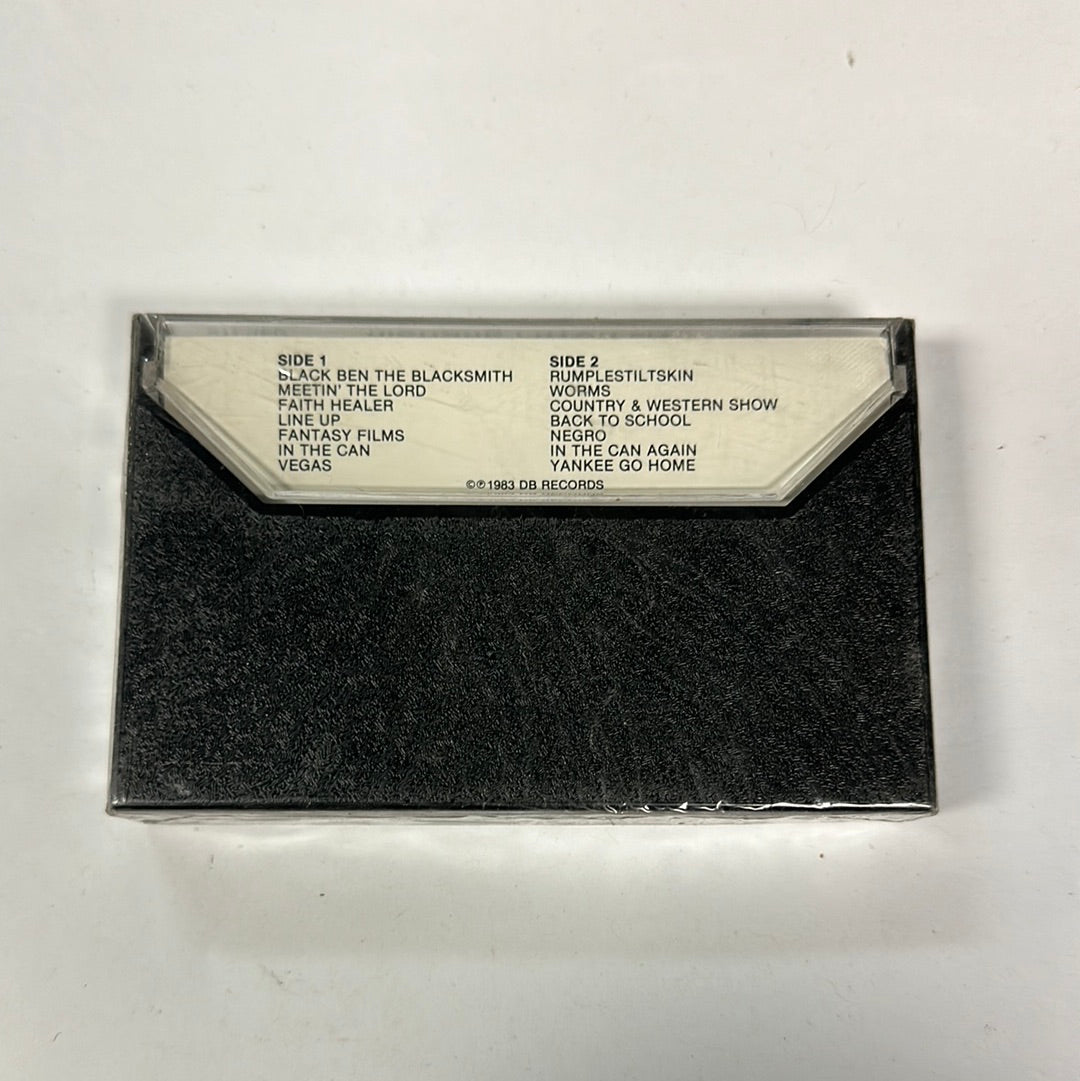 SIDE 1
BLACK BEN THE BLACKSMITH
MEETIN' THE LORD
FAITH HEALER
LINE UP
FANTASY FILMS
IN THE CAN
VEGAS
SIDE 2
RUMPLESTILTSKIN
WORMS
COUNTRY & WESTERN SHOW
BACK TO SCHOOL
NEGRO
IN THE CAN AGAIN
YANKEE GO HOME
©℗1983 DB RECORDS